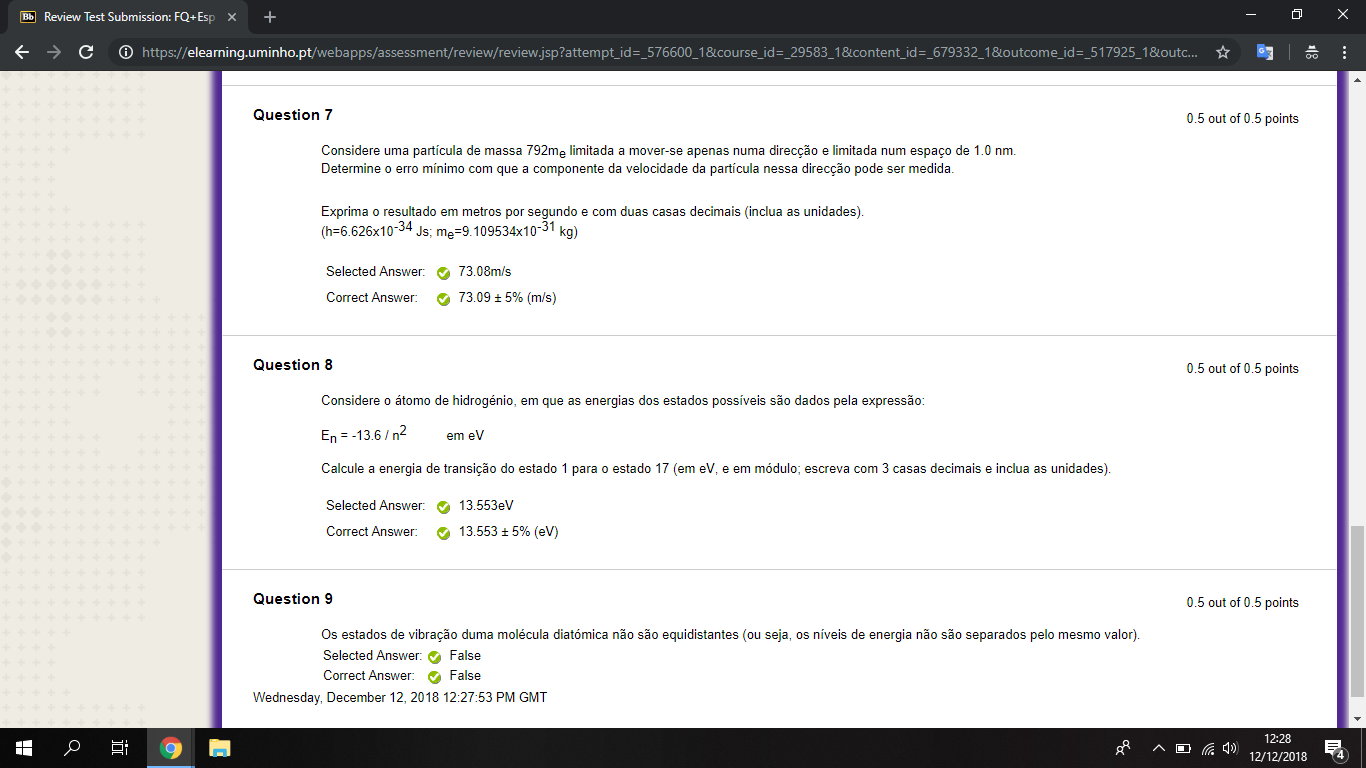 Review Test Submission: FQ+Esp
https://elearning.uminho.pt/webapps/assessment/review/review.jsp?attempt_id=_576600_1&course_id=_29583_1&content_id=_679332_1&outcome_id=_517925_1&outc...
Question 7
0.5 out of 0.5 points
Considere uma partícula de massa 792me limitada a mover-se apenas numa direcção e limitada num espaço de 1.0 nm.
Determine o erro mínimo com que a componente da velocidade da partícula nessa direcção pode ser medida.
Exprima o resultado em metros por segundo e com duas casas decimais (inclua as unidades).
(h=6.626x10-34 Js; me=9.109534x10-31 kg)
Selected Answer: 73.08m/s
Correct Answer: 73.09 ± 5% (m/s)
Question 8
0.5 out of 0.5 points
Considere o átomo de hidrogénio, em que as energias dos estados possíveis são dados pela expressão:
En = -13.6 / n2 em eV
Calcule a energia de transição do estado 1 para o estado 17 (em eV, e em módulo; escreva com 3 casas decimais e inclua as unidades).
Selected Answer: 13.553eV
Correct Answer: 13.553 ± 5% (eV)
Question 9
0.5 out of 0.5 points
Os estados de vibração duma molécula diatómica não são equidistantes (ou seja, os níveis de energia não são separados pelo mesmo valor).
Selected Answer: False
Correct Answer: False
Wednesday, December 12, 2018 12:27:53 PM GMT
12:28
12/12/2018
4